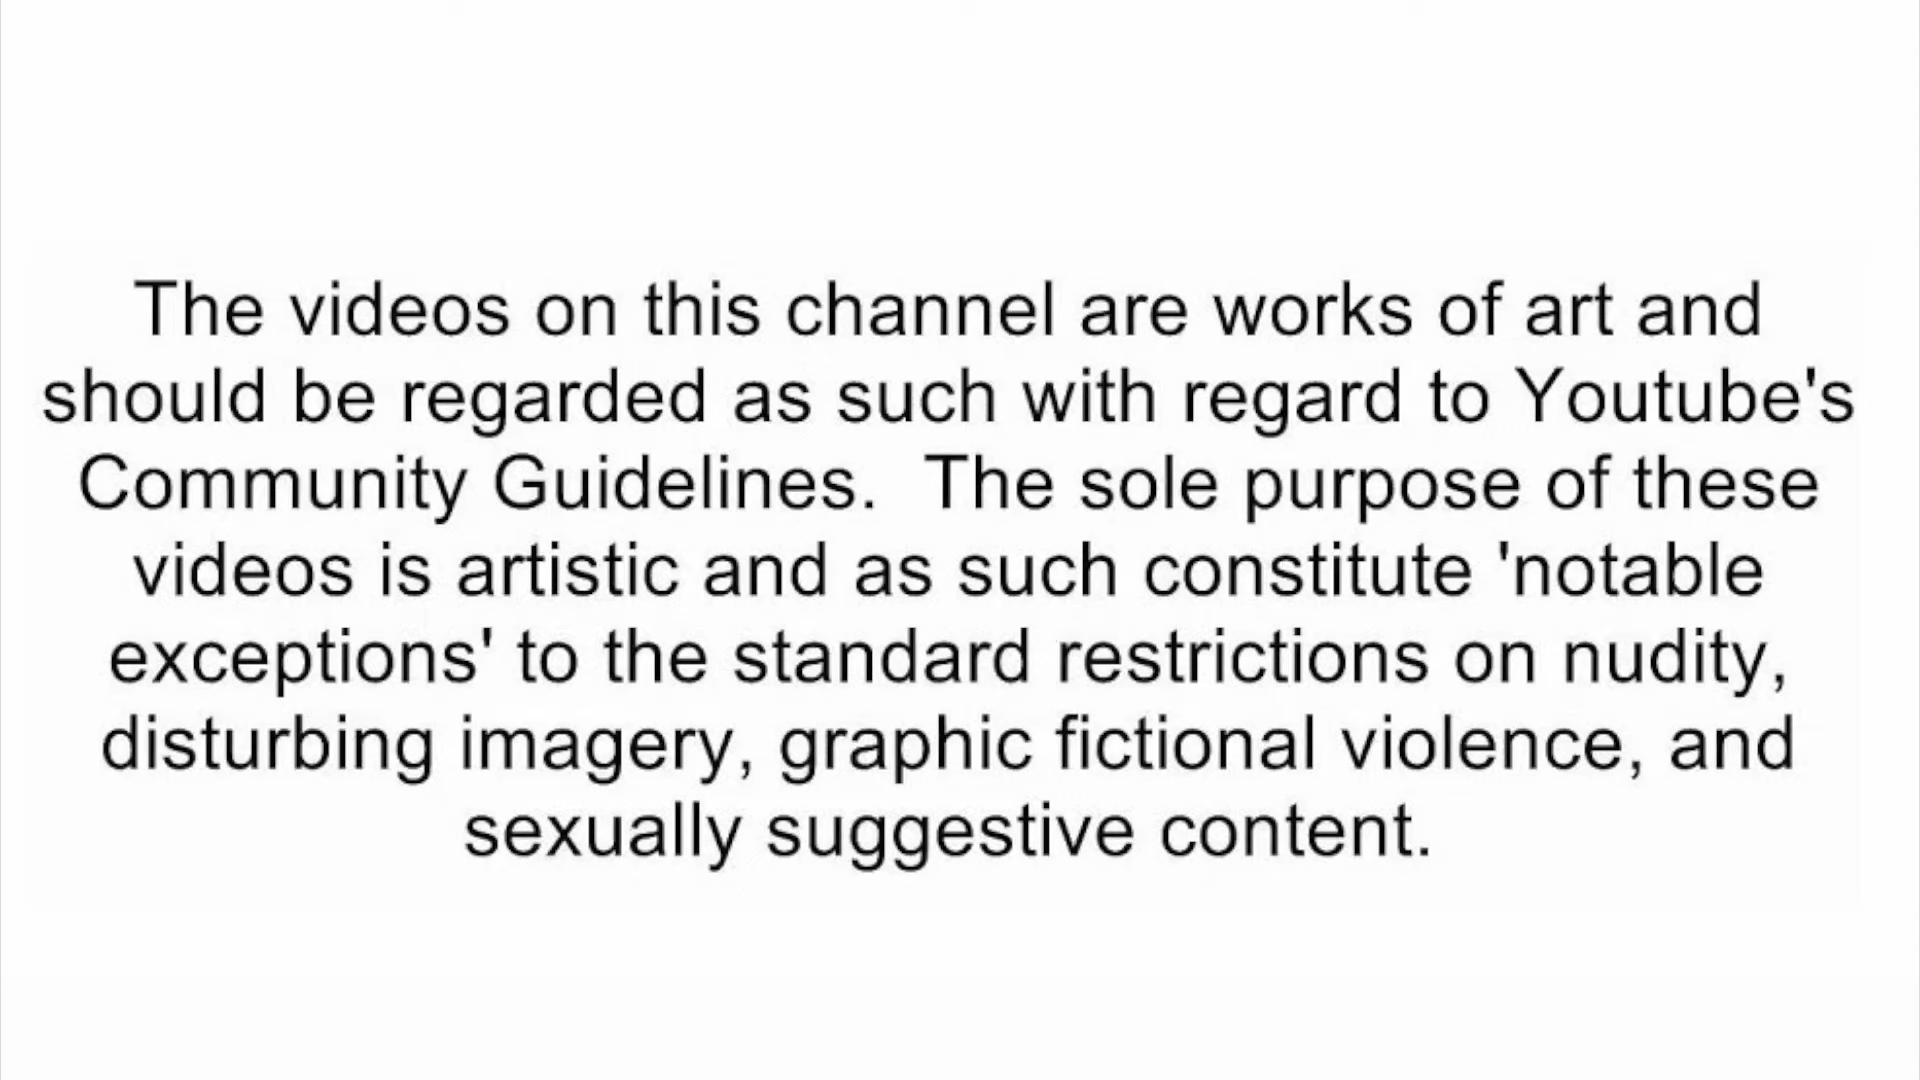 The videos on this channel are works of art and
should be regarded as such with regard to Youtube's
Community Guidelines.  The sole purpose of these
videos is artistic and as such constitute 'notable
exceptions' to the standard restrictions on nudity,
disturbing imagery, graphic fictional violence, and
sexually suggestive content.